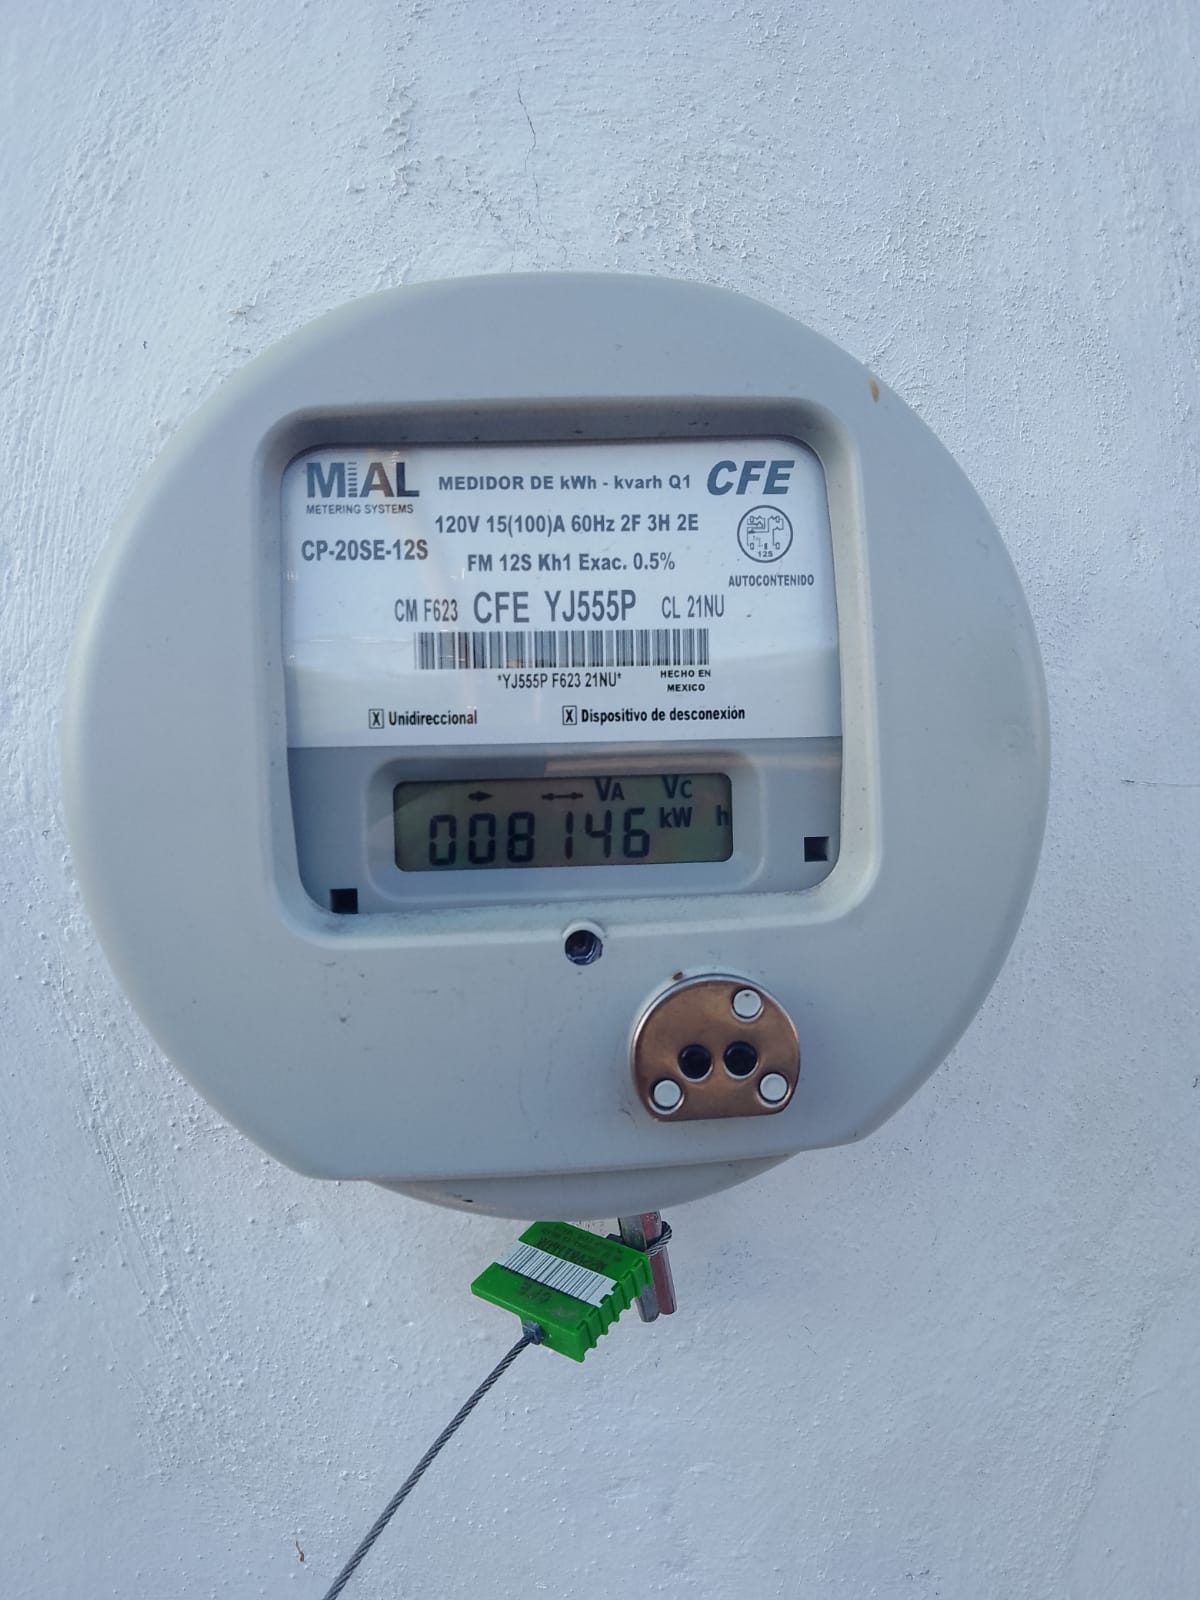 MIAL
METERING SYSTEMS
MEDIDOR DE kWh - kvarh Q1
CFE
120V 15(100)A 60Hz 2F 3H 2E
CP-20SE-12S
FM 12S Kh1 Exac. 0.5%
12S
AUTOCONTENIDO
CM F623 CFE YJ555P CL 21NU
*YJ555P F623 21NU*
HECHO EN
MEXICO
X Unidireccional
X Dispositivo de desconexión
VA VC
008146 kW h
CFE